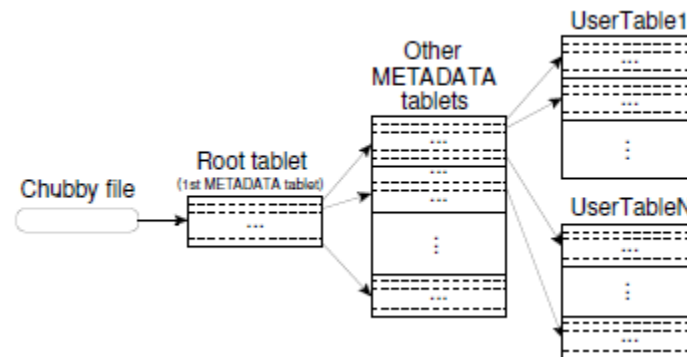 UserTable1
Other
METADATA
tablets
Root tablet
(1st METADATA tablet)
Chubby file
...
...
...
...
...
...
...
⋮
⋮
UserTableN
...
⋮
...